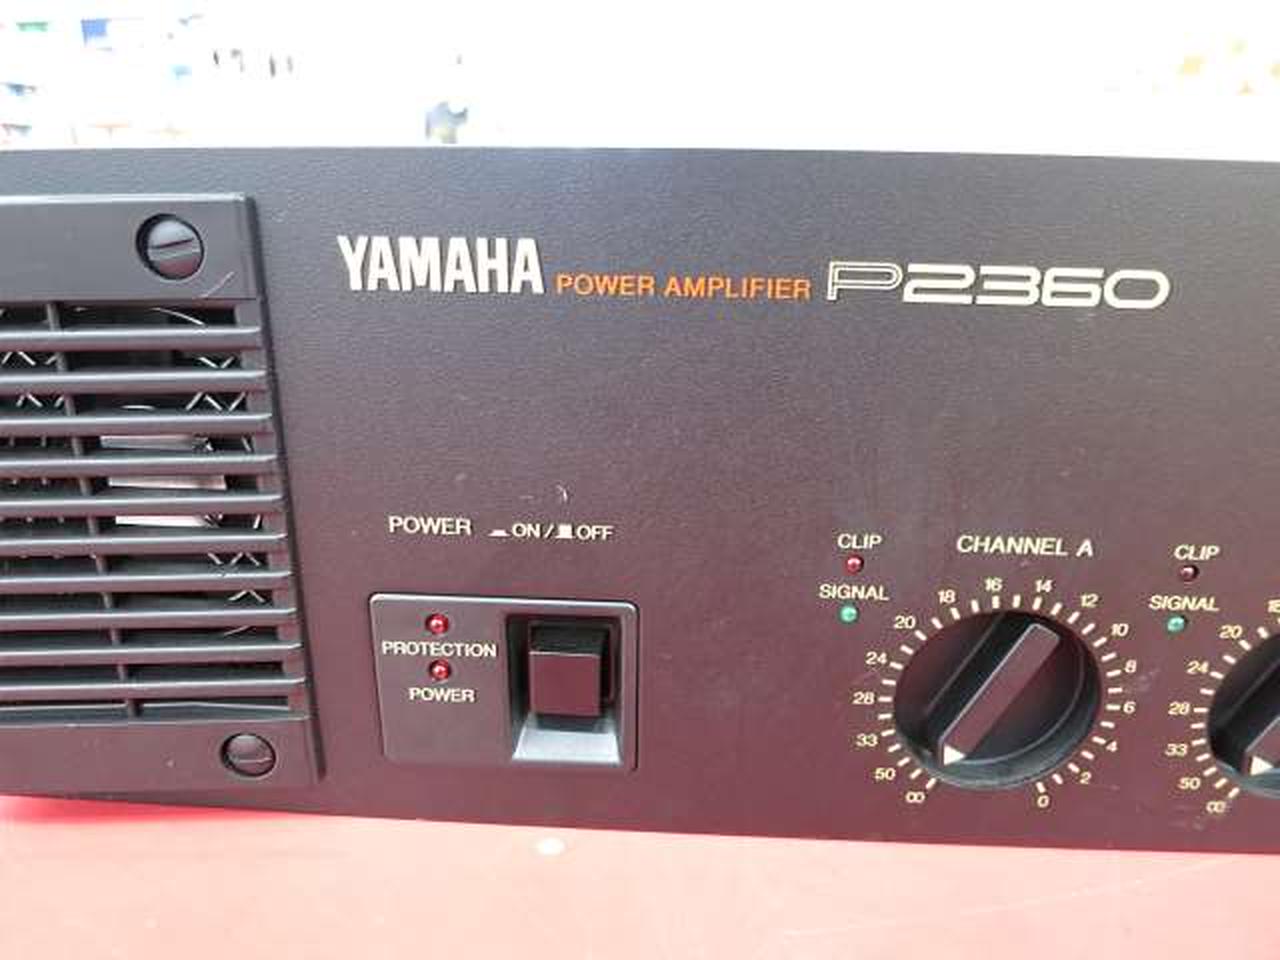 YAMAHA POWER AMPLIFIER P2360
POWER ON / OFF
PROTECTION
POWER
CLIP
SIGNAL
CHANNEL A
∞ 50 33 28 24 20 18 16 14 12 10 8 6 4 2 0
CLIP
SIGNAL
∞ 50 33 28 24 20 18